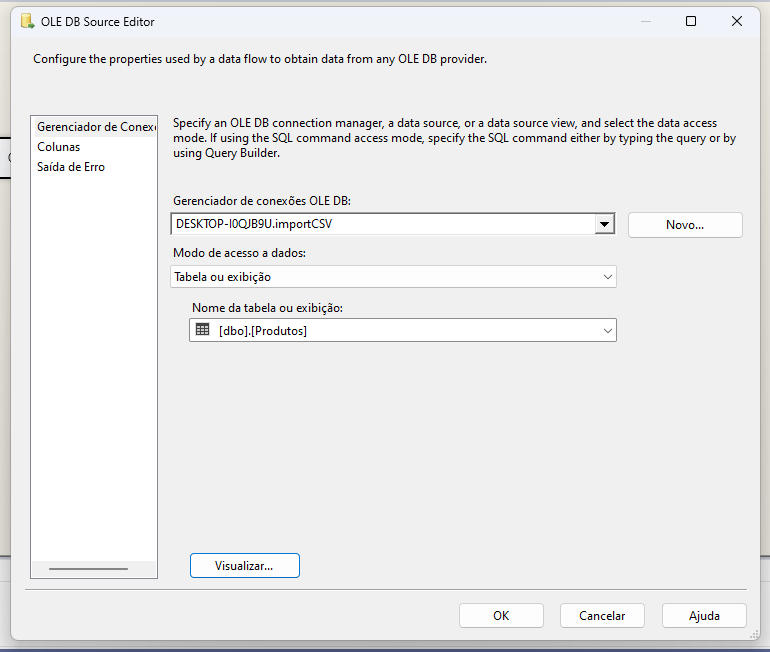 OLE DB Source Editor
Configure the properties used by a data flow to obtain data from any OLE DB provider.
Gerenciador de Conex
Colunas
Saída de Erro
Specify an OLE DB connection manager, a data source, or a data source view, and select the data access
mode. If using the SQL command access mode, specify the SQL command either by typing the query or by
using Query Builder.
Gerenciador de conexões OLE DB:
DESKTOP-I0QJB9U.importCSV
Novo...
Modo de acesso a dados:
Tabela ou exibição
Nome da tabela ou exibição:
[dbo].[Produtos]
Visualizar...
OK
Cancelar
Ajuda